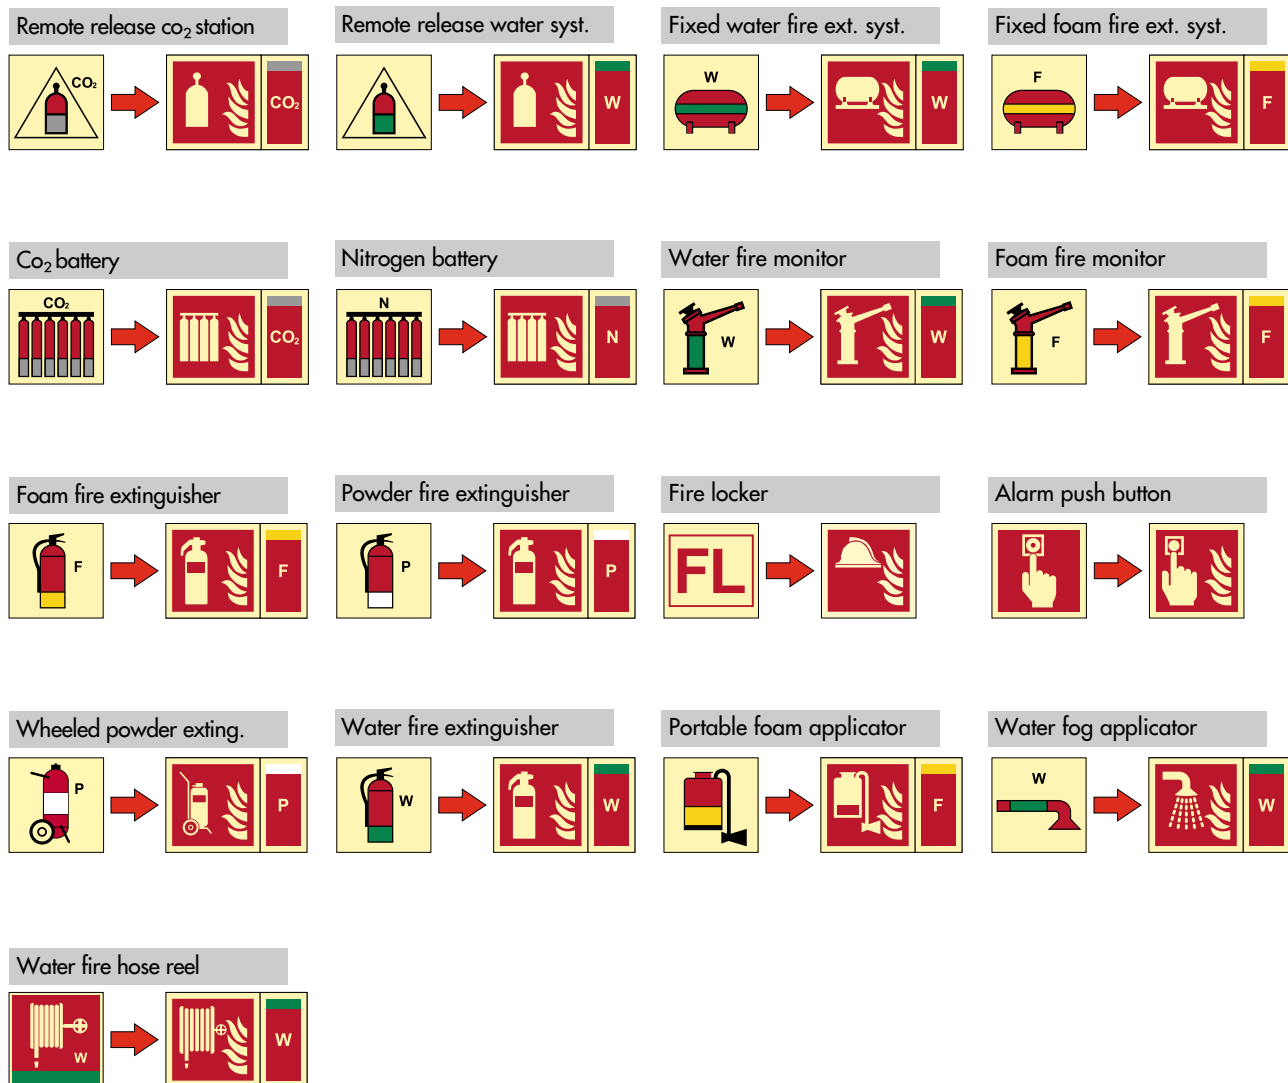 Remote release co₂ station
Remote release water syst.
Fixed water fire ext. syst.
Fixed foam fire ext. syst.
CO₂ CO₂
W
W W
F F
Co₂ battery
Nitrogen battery
Water fire monitor
Foam fire monitor
CO₂ CO₂
N N
W W
F F
Foam fire extinguisher
Powder fire extinguisher
Fire locker
Alarm push button
F F
P P
FL
Wheeled powder exting.
Water fire extinguisher
Portable foam applicator
Water fog applicator
P P
W W
F
W W
Water fire hose reel
W W